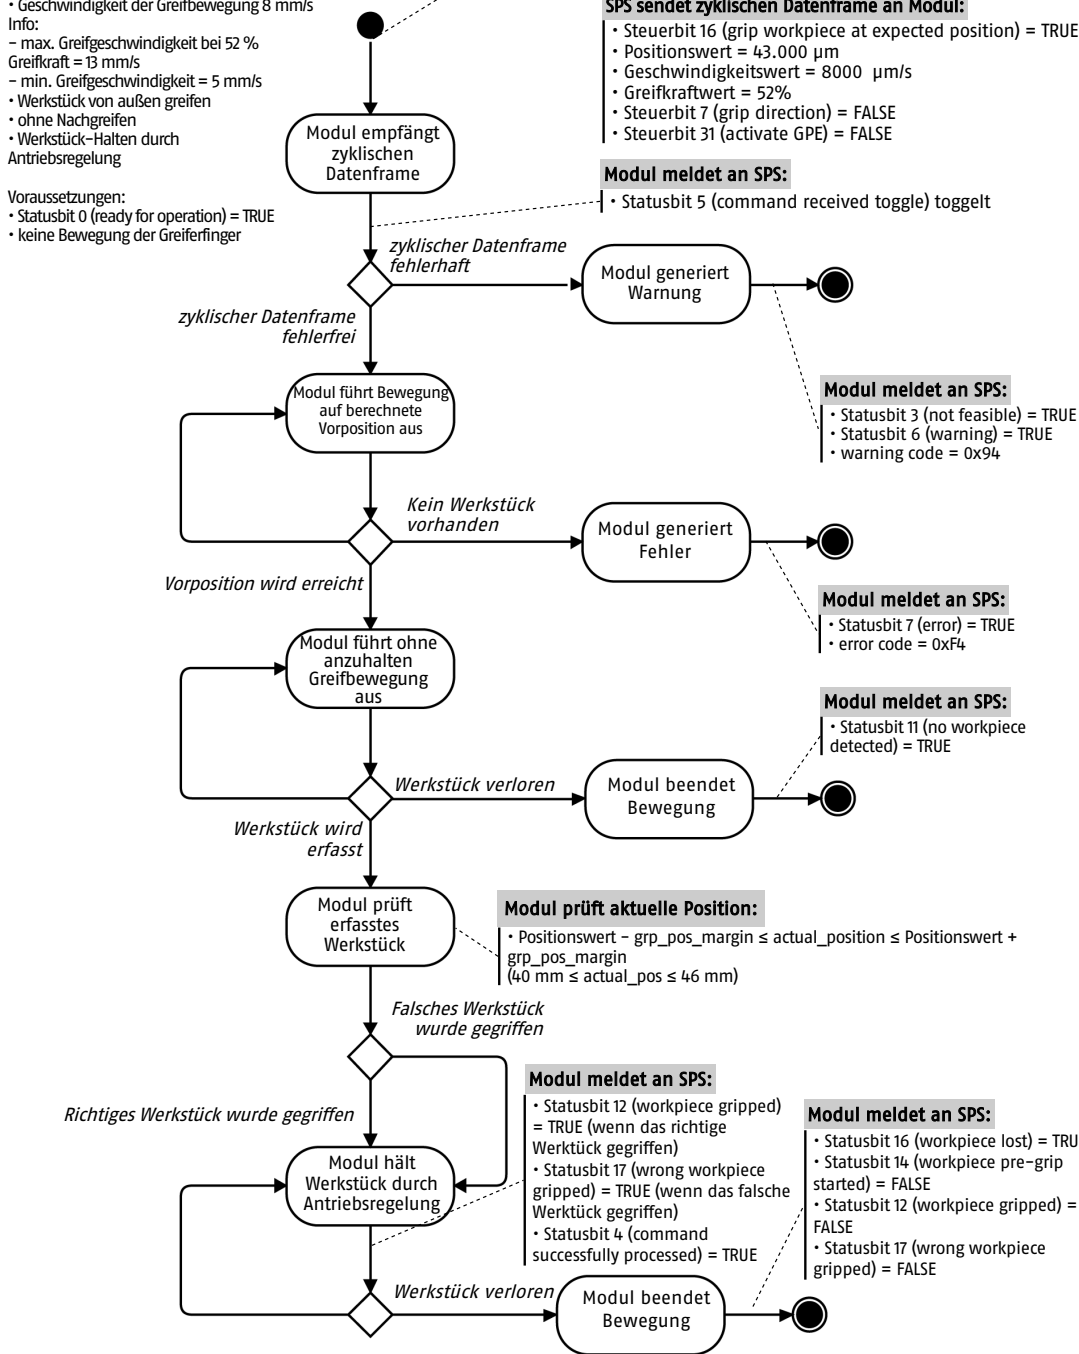 • Geschwindigkeit der Greifbewegung 8 mm/s
Info:
– max. Greifgeschwindigkeit bei 52 %
Greifkraft = 13 mm/s
– min. Greifgeschwindigkeit = 5 mm/s
• Werkstück von außen greifen
• ohne Nachgreifen
• Werkstück-Halten durch
Antriebsregelung
Voraussetzungen:
• Statusbit 0 (ready for operation) = TRUE
• keine Bewegung der Greiferfinger
SPS sendet zyklischen Datenframe an Modul:
• Steuerbit 16 (grip workpiece at expected position) = TRUE
• Positionswert = 43.000 µm
• Geschwindigkeitswert = 8000 µm/s
• Greifkraftwert = 52%
• Steuerbit 7 (grip direction) = FALSE
• Steuerbit 31 (activate GPE) = FALSE
Modul empfängt
zyklischen
Datenframe
Modul meldet an SPS:
• Statusbit 5 (command received toggle) toggelt
zyklischer Datenframe
fehlerhaft
Modul generiert
Warnung
zyklischer Datenframe
fehlerfrei
Modul meldet an SPS:
• Statusbit 3 (not feasible) = TRUE
• Statusbit 6 (warning) = TRUE
• warning code = 0x94
Modul führt Bewegung
auf berechnete
Vorposition aus
Kein Werkstück
vorhanden
Modul generiert
Fehler
Vorposition wird erreicht
Modul meldet an SPS:
• Statusbit 7 (error) = TRUE
• error code = 0xF4
Modul führt ohne
anzuhalten
Greifbewegung
aus
Modul meldet an SPS:
• Statusbit 11 (no workpiece
detected) = TRUE
Werkstück verloren
Modul beendet
Bewegung
Werkstück wird
erfasst
Modul prüft
erfasstes
Werkstück
Modul prüft aktuelle Position:
• Positionswert – grp_pos_margin ≤ actual_position ≤ Positionswert +
grp_pos_margin
(40 mm ≤ actual_pos ≤ 46 mm)
Falsches Werkstück
wurde gegriffen
Richtiges Werkstück wurde gegriffen
Modul hält
Werkstück durch
Antriebsregelung
Modul meldet an SPS:
• Statusbit 12 (workpiece gripped)
= TRUE (wenn das richtige
Werktück gegriffen)
• Statusbit 17 (wrong workpiece
gripped) = TRUE (wenn das falsche
Werktück gegriffen)
• Statusbit 4 (command
successfully processed) = TRUE
Modul meldet an SPS:
• Statusbit 16 (workpiece lost) = TRU
• Statusbit 14 (workpiece pre-grip
started) = FALSE
• Statusbit 12 (workpiece gripped) =
FALSE
• Statusbit 17 (wrong workpiece
gripped) = FALSE
Werkstück verloren
Modul beendet
Bewegung